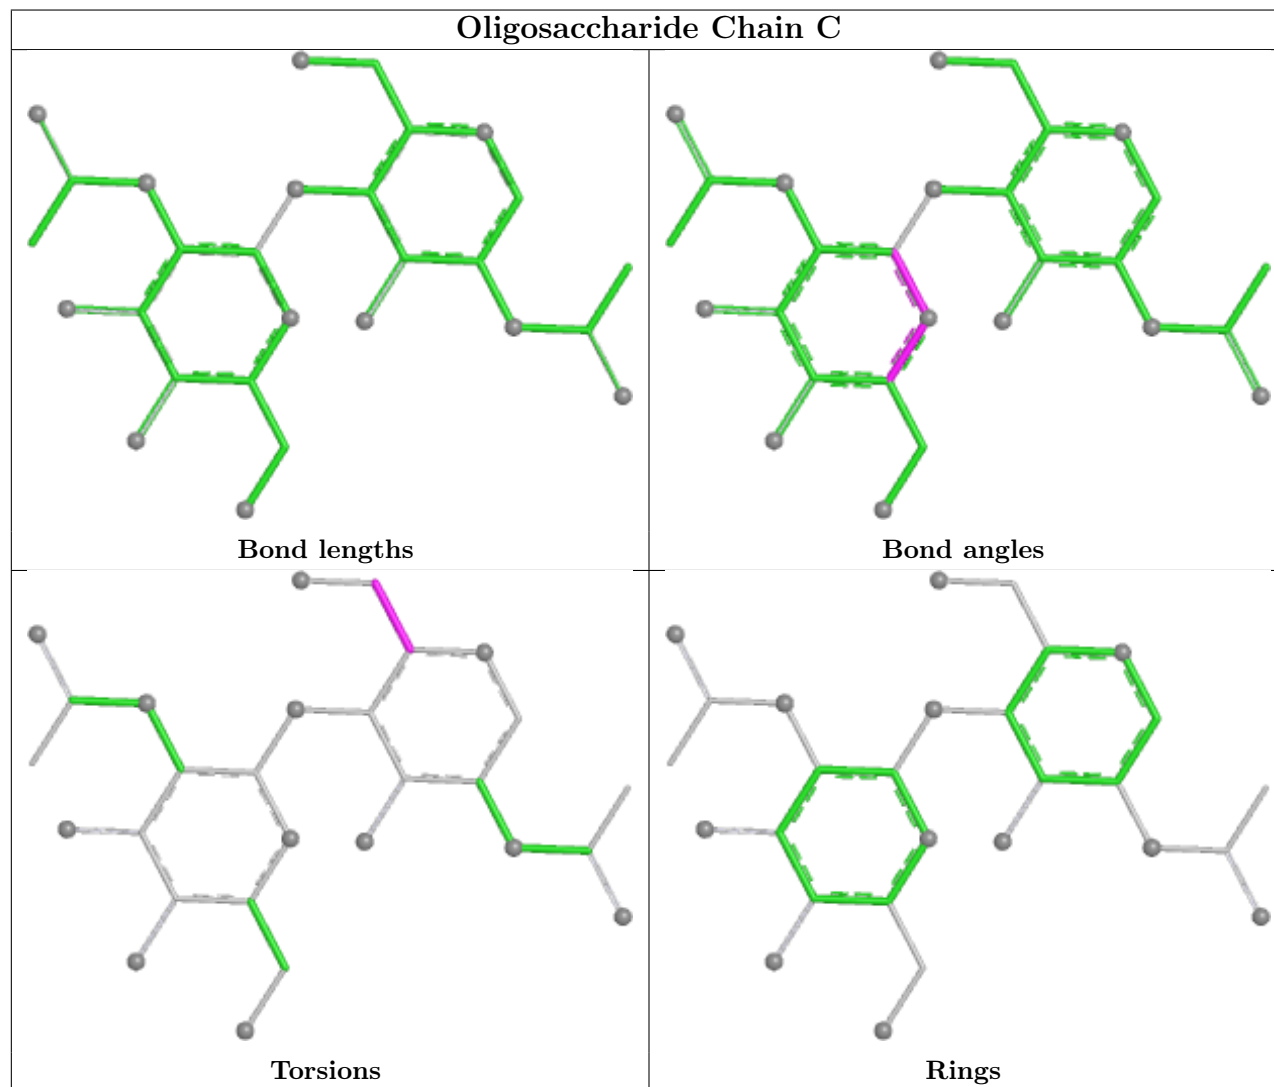 Oligosaccharide Chain C
Bond lengths
Bond angles
Torsions
Rings